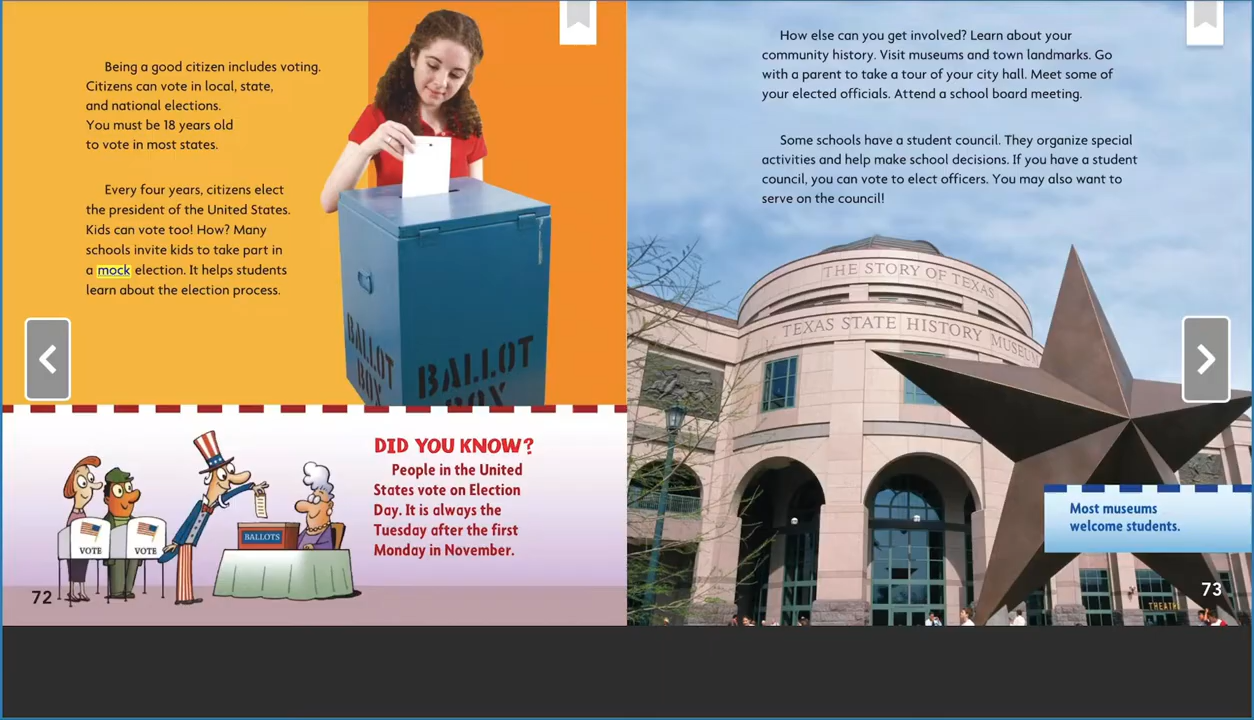 Being a good citizen includes voting.
Citizens can vote in local, state,
and national elections.
You must be 18 years old
to vote in most states.
Every four years, citizens elect
the president of the United States.
Kids can vote too! How? Many
schools invite kids to take part in
a mock election. It helps students
learn about the election process.
BALLOT
BOX
BALLOT
BOX
DID YOU KNOW?
People in the United
States vote on Election
Day. It is always the
Tuesday after the first
Monday in November.
VOTE
VOTE
BALLOTS
72
How else can you get involved? Learn about your
community history. Visit museums and town landmarks. Go
with a parent to take a tour of your city hall. Meet some of
your elected officials. Attend a school board meeting.
Some schools have a student council. They organize special
activities and help make school decisions. If you have a student
council, you can vote to elect officers. You may also want to
serve on the council!
THE STORY OF TEXAS
TEXAS STATE HISTORY MUSEUM
Most museums
welcome students.
73